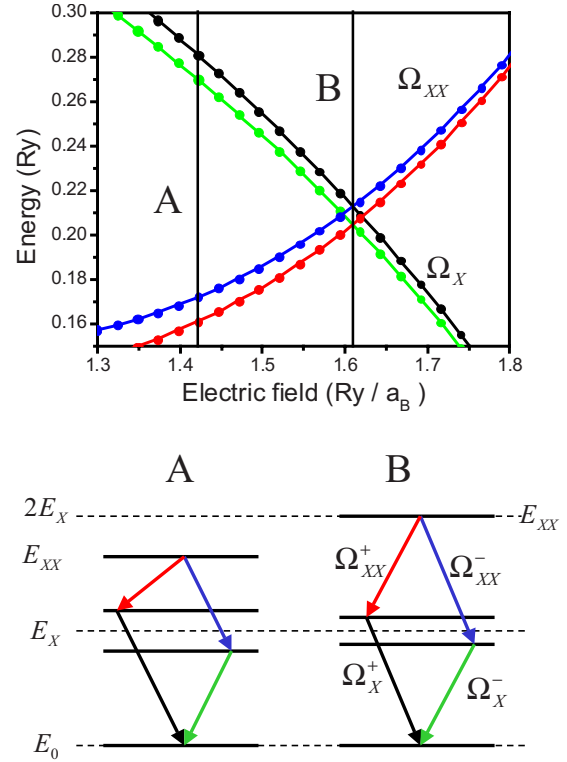 0.30
0.28
0.26
0.24
0.22
0.20
0.18
0.16
Energy (Ry)
A
B
Ω_XX
Ω_X
1.3 1.4 1.5 1.6 1.7 1.8
Electric field (Ry / a_B )
A B
2E_X
E_XX
E_XX
E_X
E_0
Ω⁺_XX
Ω⁻_XX
Ω⁺_X
Ω⁻_X